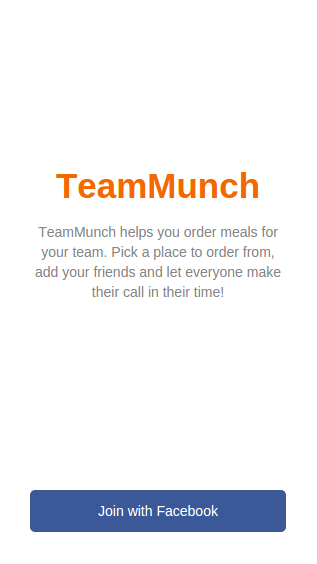 TeamMunch
TeamMunch helps you order meals for
your team. Pick a place to order from,
add your friends and let everyone make
their call in their time!
Join with Facebook